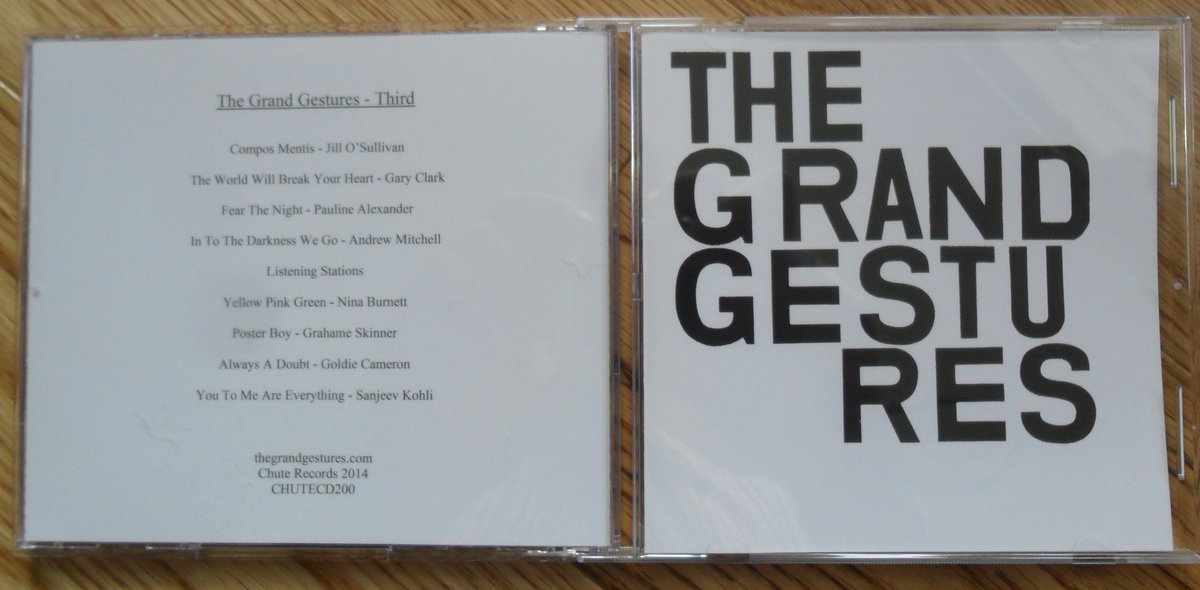 The Grand Gestures - Third
Compos Mentis - Jill O'Sullivan
The World Will Break Your Heart - Gary Clark
Fear The Night - Pauline Alexander
In To The Darkness We Go - Andrew Mitchell
Listening Stations
Yellow Pink Green - Nina Burnett
Poster Boy - Grahame Skinner
Always A Doubt - Goldie Cameron
You To Me Are Everything - Sanjeev Kohli
thegrandgestures.com
Chute Records 2014
CHUTECD200
THE
GRAND
GESTU
RES